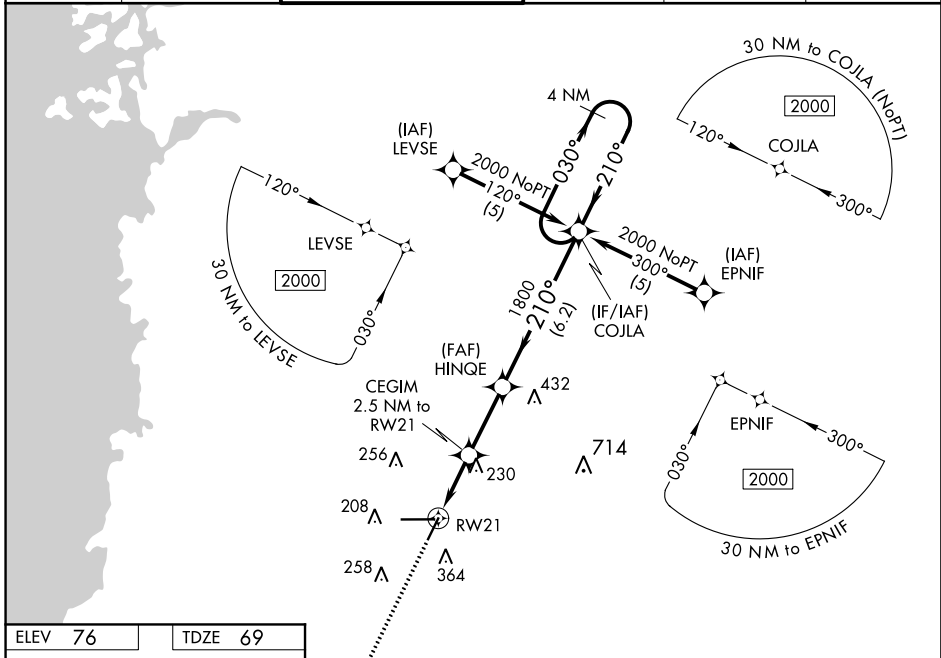 30 NM to COJLA (NoPT)
2000
120°
COJLA
300°
4 NM
030°
210°
(IAF)
LEVSE
2000 NoPT
120°
(5)
120°
LEVSE
2000
030°
30 NM to LEVSE
2000 NoPT
300°
(5)
(IAF)
EPNIF
(IF/IAF)
COJLA
1800
210°
(6.2)
(FAF)
HINQE
432
CEGIM
2.5 NM to
RW21
256
230
714
208
RW21
258
364
EPNIF
300°
030°
2000
30 NM to EPNIF
ELEV 76
TDZE 69